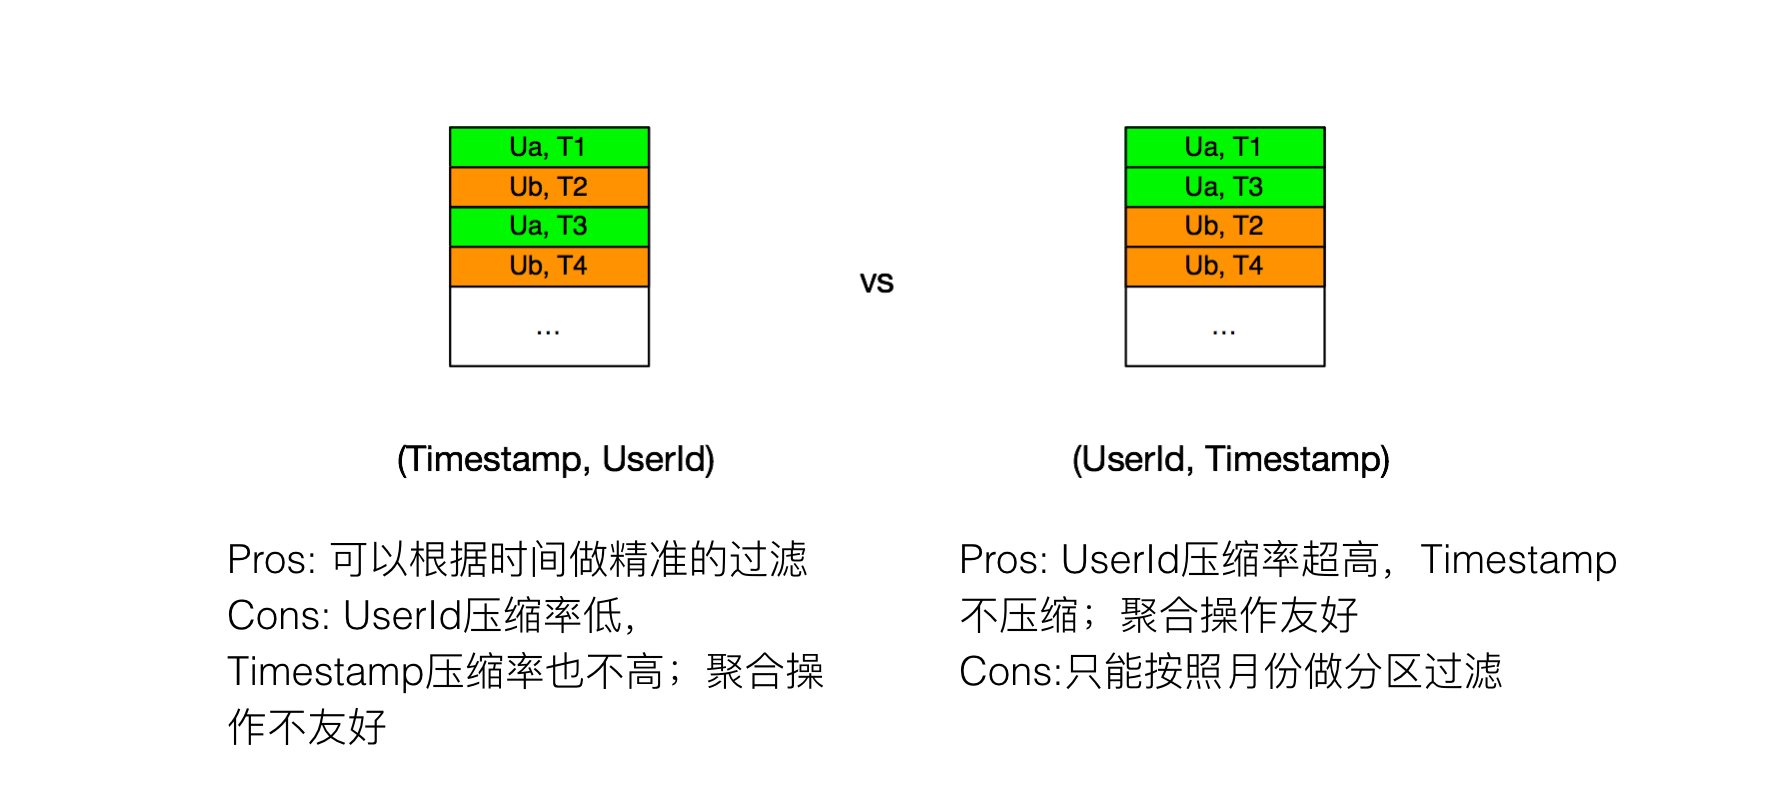 Ua, T1
Ub, T2
Ua, T3
Ub, T4
...
(Timestamp, UserId)
Pros: 可以根据时间做精准的过滤
Cons: UserId压缩率低，
Timestamp压缩率也不高；聚合操
作不友好
vs
Ua, T1
Ua, T3
Ub, T2
Ub, T4
...
(UserId, Timestamp)
Pros: UserId压缩率超高，Timestamp
不压缩；聚合操作友好
Cons:只能按照月份做分区过滤